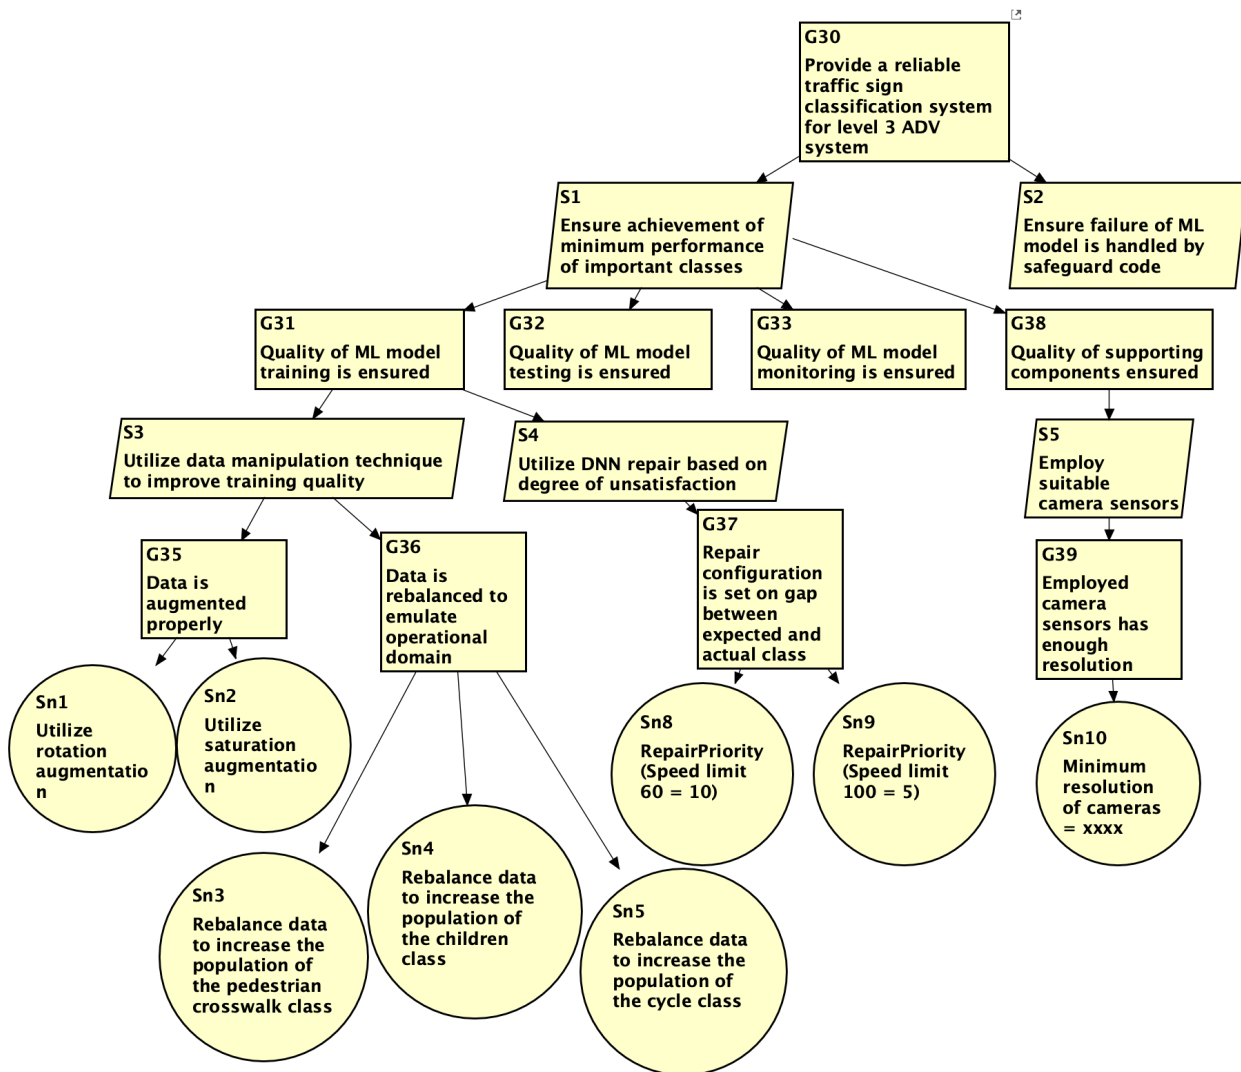 G30
Provide a reliable
traffic sign
classification system
for level 3 ADV
system
S1
Ensure achievement of
minimum performance
of important classes
S2
Ensure failure of ML
model is handled by
safeguard code
G31
Quality of ML model
training is ensured
G32
Quality of ML model
testing is ensured
G33
Quality of ML model
monitoring is ensured
G38
Quality of supporting
components ensured
S3
Utilize data manipulation technique
to improve training quality
S4
Utilize DNN repair based on
degree of unsatisfaction
S5
Employ
suitable
camera sensors
G35
Data is
augmented
properly
G36
Data is
rebalanced to
emulate
operational
domain
G37
Repair
configuration
is set on gap
between
expected and
actual class
G39
Employed
camera
sensors has
enough
resolution
Sn1
Utilize
rotation
augmentatio
n
Sn2
Utilize
saturation
augmentatio
n
Sn8
RepairPriority
(Speed limit
60 = 10)
Sn9
RepairPriority
(Speed limit
100 = 5)
Sn10
Minimum
resolution
of cameras
= xxxx
Sn3
Rebalance data
to increase the
population of
the pedestrian
crosswalk class
Sn4
Rebalance data
to increase the
population of
the children
class
Sn5
Rebalance data
to increase the
population of
the cycle class